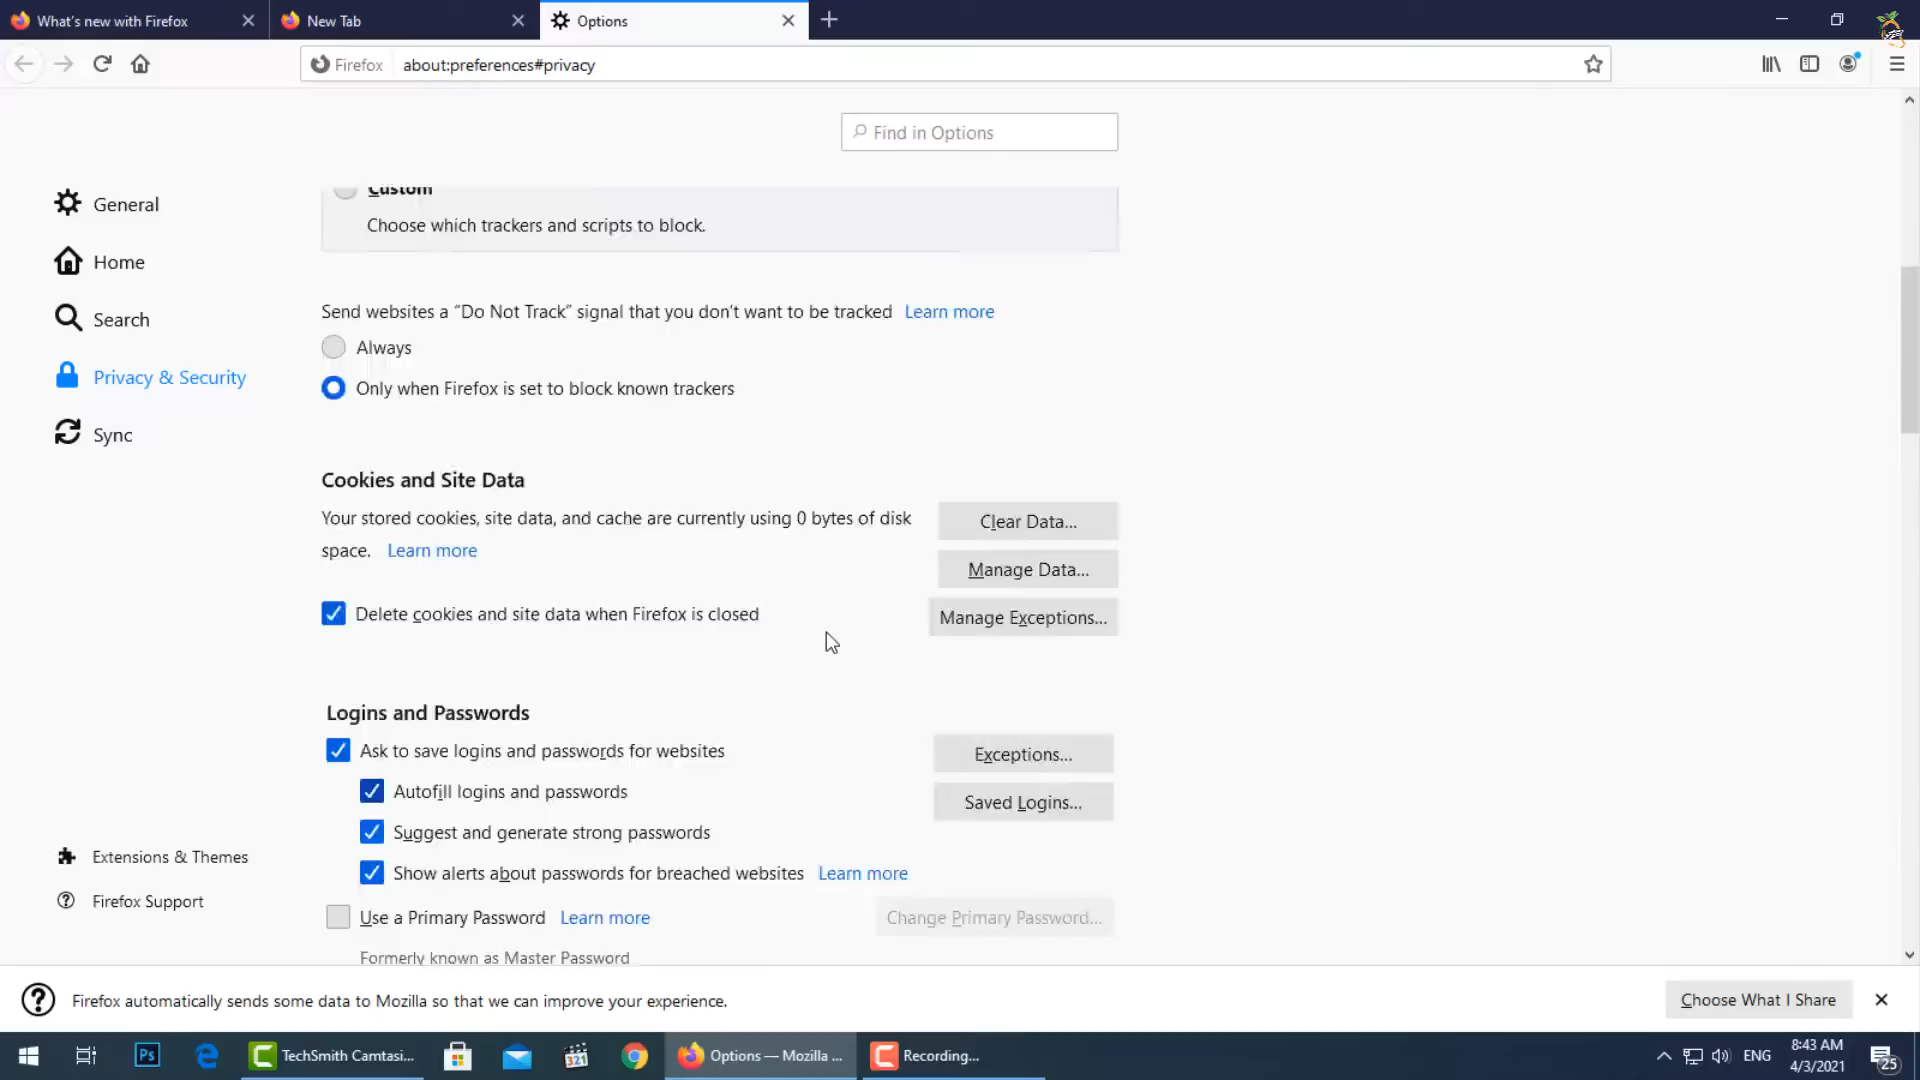 What's new with Firefox
New Tab
Options
Firefox
about:preferences#privacy
Find in Options
General
Home
Search
Privacy & Security
Sync
Extensions & Themes
Firefox Support
Custom
Choose which trackers and scripts to block.
Send websites a “Do Not Track” signal that you don’t want to be tracked Learn more
Always
Only when Firefox is set to block known trackers
Cookies and Site Data
Your stored cookies, site data, and cache are currently using 0 bytes of disk
space. Learn more
Clear Data...
Manage Data...
Delete cookies and site data when Firefox is closed
Manage Exceptions...
Logins and Passwords
Ask to save logins and passwords for websites
Exceptions...
Autofill logins and passwords
Saved Logins...
Suggest and generate strong passwords
Show alerts about passwords for breached websites Learn more
Use a Primary Password Learn more
Change Primary Password...
Formerly known as Master Password
Firefox automatically sends some data to Mozilla so that we can improve your experience.
Choose What I Share
Ps
TechSmith Camtasi...
321
Options — Mozilla ...
Recording...
ENG
8:43 AM
4/3/2021
25